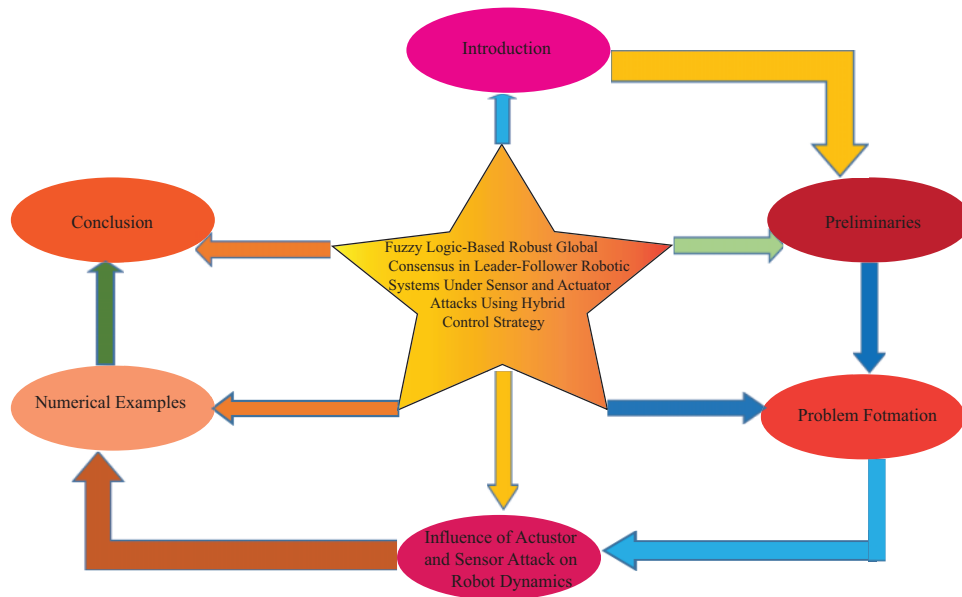 Introduction
Conclusion
Preliminaries
Fuzzy Logic-Based Robust Global
Consensus in Leader-Follower Robotic
Systems Under Sensor and Actuator
Attacks Using Hybrid
Control Strategy
Numerical Examples
Problem Fotmation
Influence of Actustor
and Sensor Attack on
Robot Dynamics